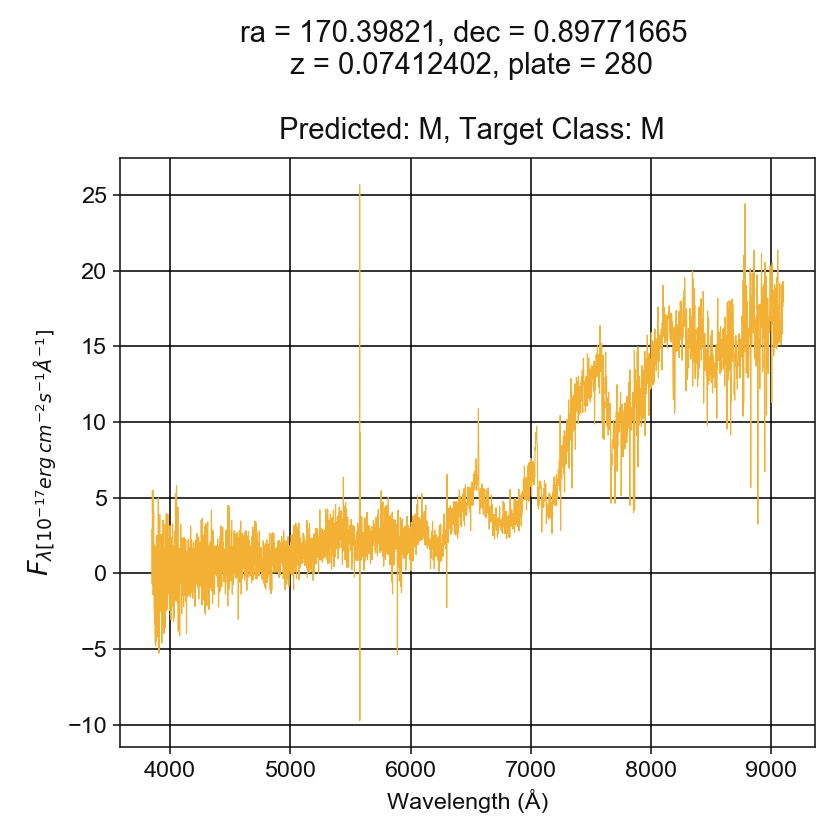 ra = 170.39821, dec = 0.89771665
z = 0.07412402, plate = 280
Predicted: M, Target Class: M
25
20
15
10
5
0
−5
−10
F_λ[10^{−17} erg cm^{−2} s^{−1} Å^{−1}]
4000 5000 6000 7000 8000 9000
Wavelength (Å)